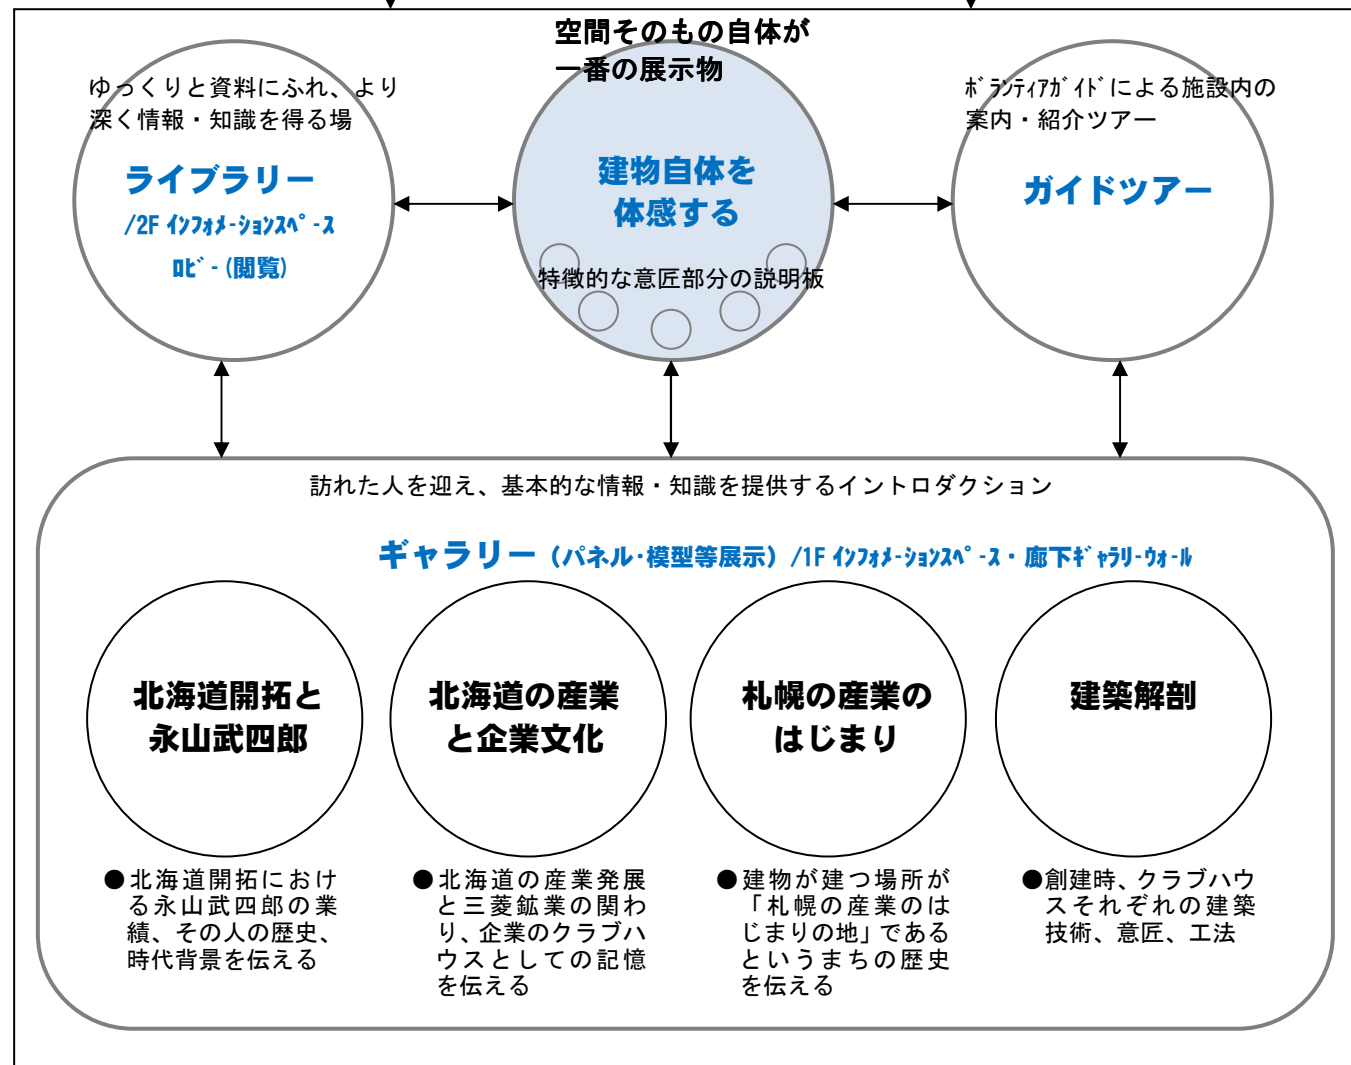 空間そのもの自体が
一番の展示物
ゆっくりと資料にふれ、より
深く情報・知識を得る場
ライブラリー
/2F ｲﾝﾌｫﾒｰｼｮﾝｽﾍﾟｰｽ
ﾛﾋﾞｰ(閲覧)
建物自体を
体感する
特徴的な意匠部分の説明板
ﾎﾞﾗﾝﾃｨｱｶﾞｲﾄﾞによる施設内の
案内・紹介ツアー
ガイドツアー
訪れた人を迎え、基本的な情報・知識を提供するイントロダクション
ギャラリー（パネル・模型等展示）/1F ｲﾝﾌｫﾒｰｼｮﾝｽﾍﾟｰｽ・廊下ｷﾞｬﾗﾘｰｳｫｰﾙ
北海道開拓と
永山武四郎
●北海道開拓におけ
る永山武四郎の業
績、その人の歴史、
時代背景を伝える
北海道の産業
と企業文化
●北海道の産業発展
と三菱鉱業の関わ
り、企業のクラブハ
ウスとしての記憶
を伝える
札幌の産業の
はじまり
●建物が建つ場所が
「札幌の産業のは
じまりの地」である
というまちの歴史
を伝える
建築解剖
●創建時、クラブハウ
スそれぞれの建築
技術、意匠、工法